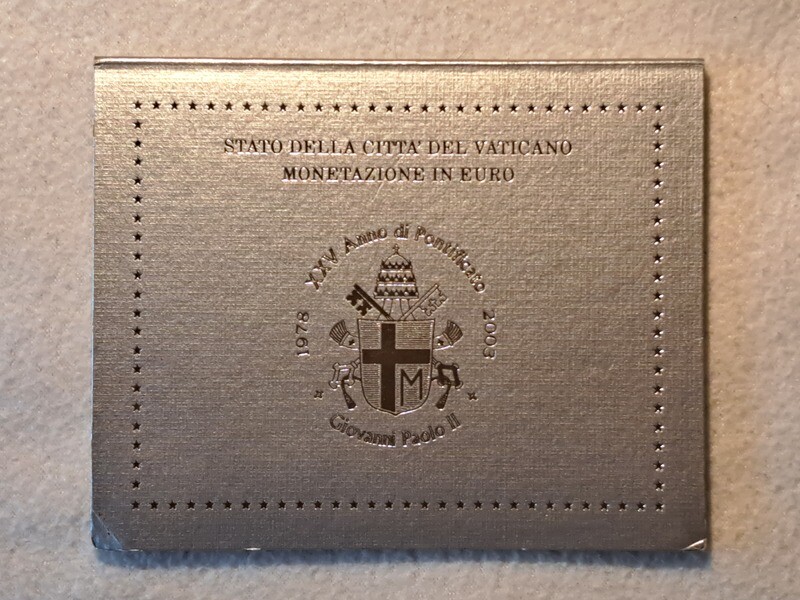 STATO DELLA CITTA' DEL VATICANO
MONETAZIONE IN EURO
XXV Anno di Pontificato
1978
2003
M
Giovanni Paolo II